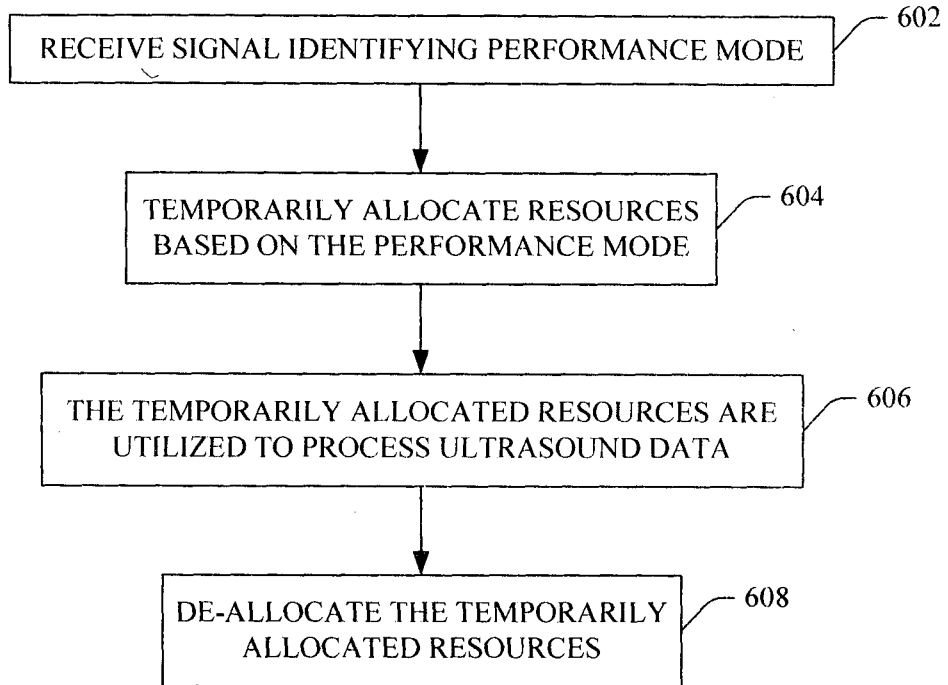 602
RECEIVE SIGNAL IDENTIFYING PERFORMANCE MODE
604
TEMPORARILY ALLOCATE RESOURCES
BASED ON THE PERFORMANCE MODE
606
THE TEMPORARILY ALLOCATED RESOURCES ARE
UTILIZED TO PROCESS ULTRASOUND DATA
608
DE-ALLOCATE THE TEMPORARILY
ALLOCATED RESOURCES